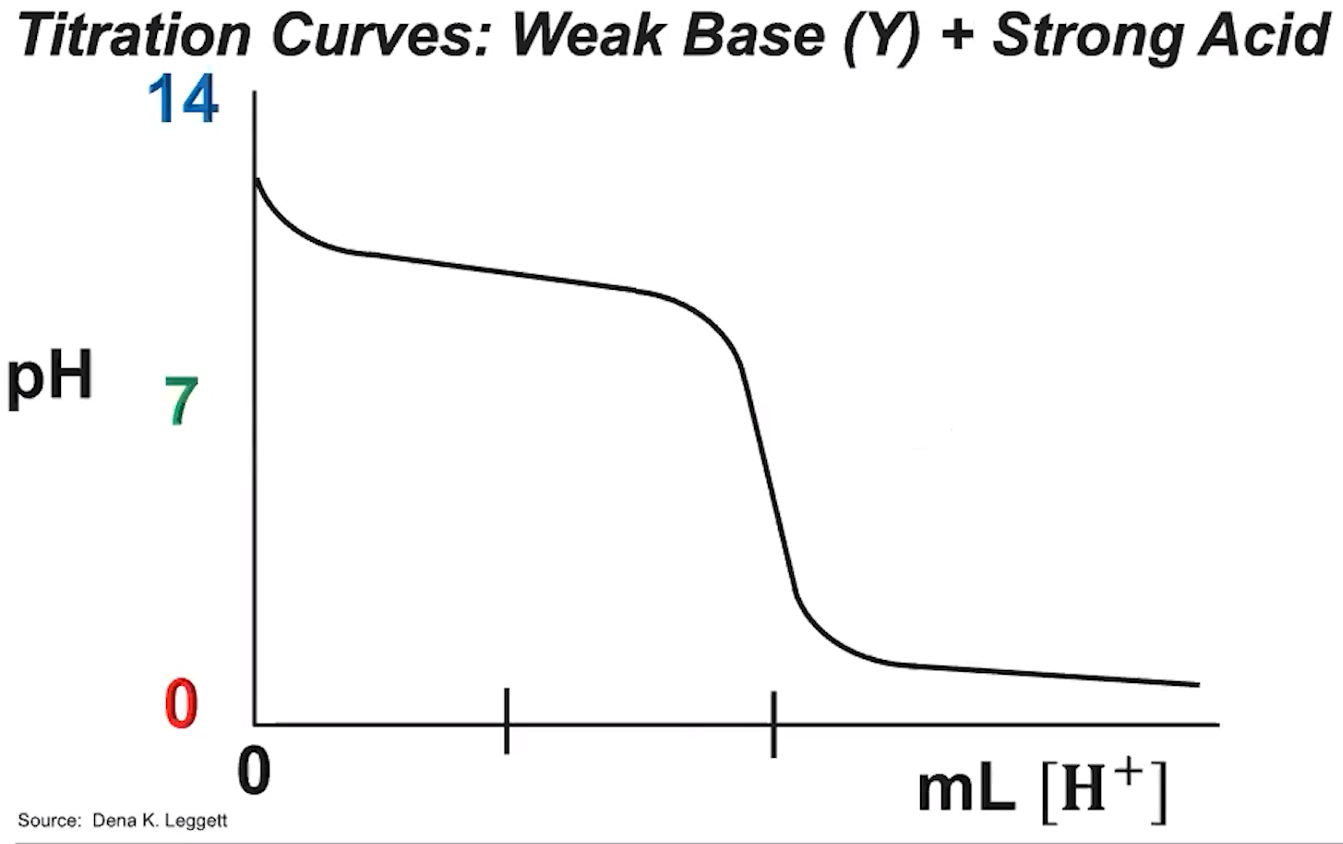 Titration Curves: Weak Base (Y) + Strong Acid
14
pH
7
0
0
mL [H⁺]
Source: Dena K. Leggett